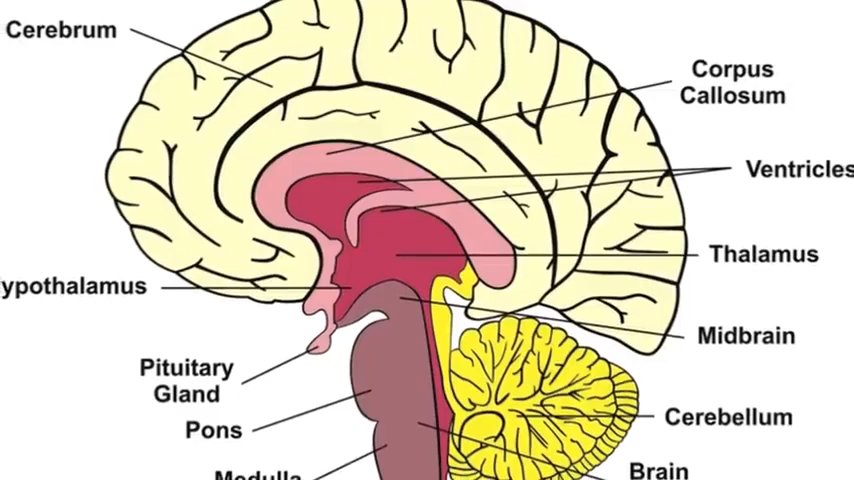 Cerebrum
Corpus
Callosum
Ventricles
Thalamus
ypothalamus
Midbrain
Pituitary
Gland
Cerebellum
Pons
Medulla
Brain